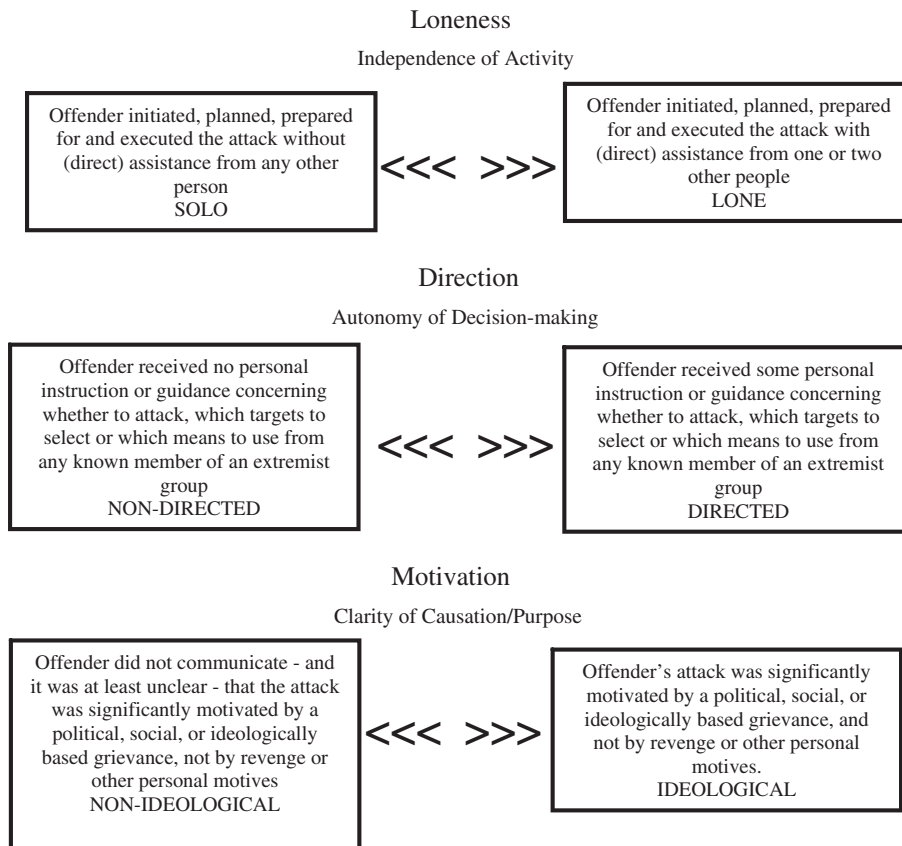 Loneness
Independence of Activity
Offender initiated, planned, prepared
for and executed the attack without
(direct) assistance from any other
person
SOLO
<<< >>>
Offender initiated, planned, prepared
for and executed the attack with
(direct) assistance from one or two
other people
LONE
Direction
Autonomy of Decision-making
Offender received no personal
instruction or guidance concerning
whether to attack, which targets to
select or which means to use from
any known member of an extremist
group
NON-DIRECTED
<<< >>>
Offender received some personal
instruction or guidance concerning
whether to attack, which targets to
select or which means to use from
any known member of an extremist
group
DIRECTED
Motivation
Clarity of Causation/Purpose
Offender did not communicate - and
it was at least unclear - that the attack
was significantly motivated by a
political, social, or ideologically
based grievance, not by revenge or
other personal motives
NON-IDEOLOGICAL
<<< >>>
Offender’s attack was significantly
motivated by a political, social, or
ideologically based grievance, and
not by revenge or other personal
motives.
IDEOLOGICAL